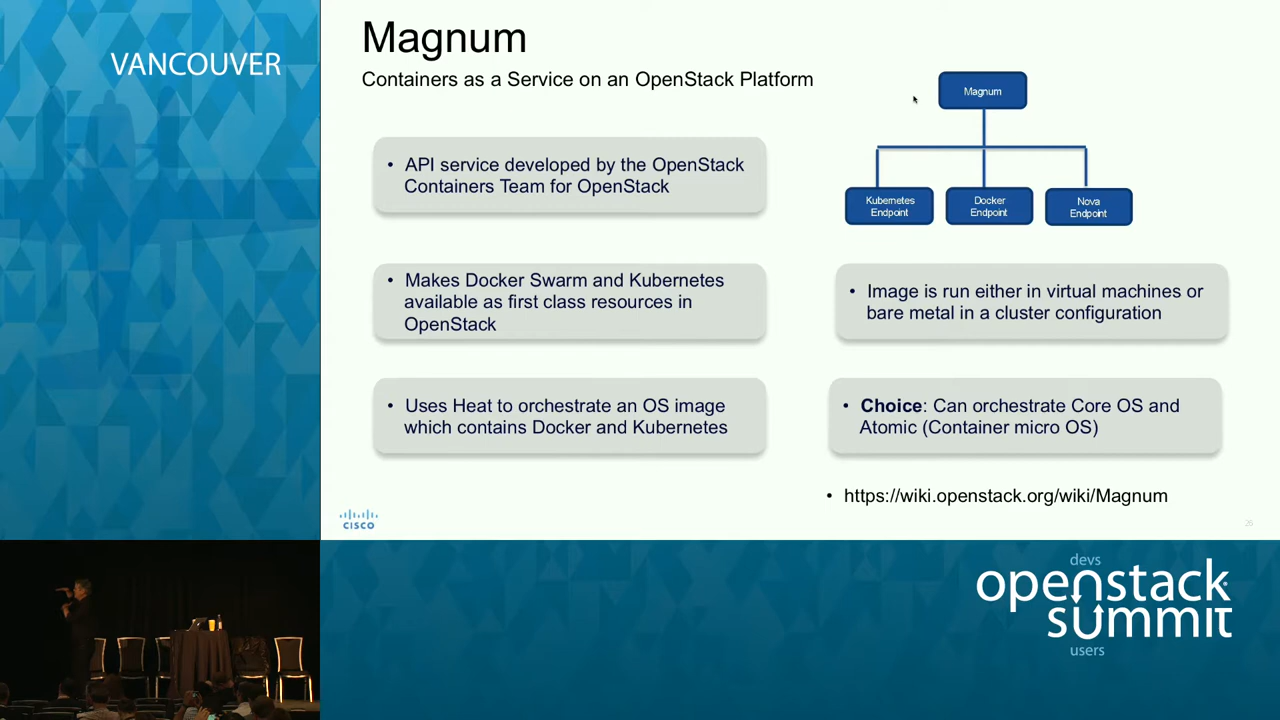 VANCOUVER
Magnum
Containers as a Service on an OpenStack Platform
Magnum
Kubernetes
Endpoint
Docker
Endpoint
Nova
Endpoint
• API service developed by the OpenStack
Containers Team for OpenStack
• Makes Docker Swarm and Kubernetes
available as first class resources in
OpenStack
• Image is run either in virtual machines or
bare metal in a cluster configuration
• Uses Heat to orchestrate an OS image
which contains Docker and Kubernetes
• Choice: Can orchestrate Core OS and
Atomic (Container micro OS)
• https://wiki.openstack.org/wiki/Magnum
CISCO
26
devs
openstack
summit
users